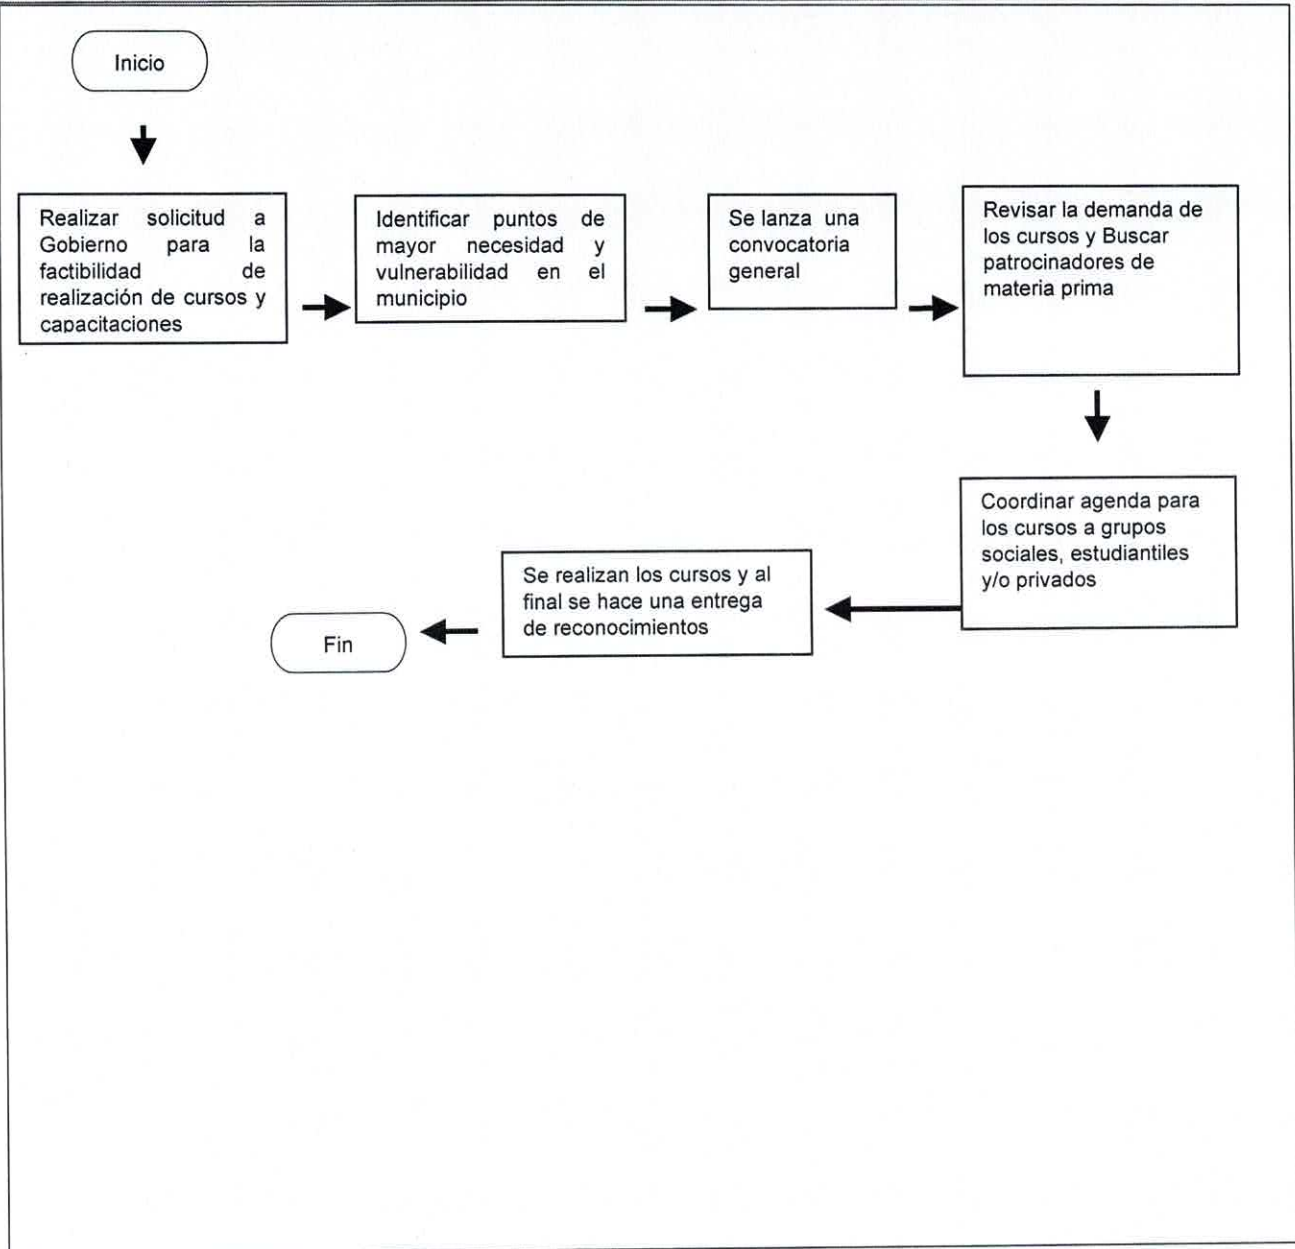 Inicio
Realizar solicitud a
Gobierno para la
factibilidad de
realización de cursos y
capacitaciones
Identificar puntos de
mayor necesidad y
vulnerabilidad en el
municipio
Se lanza una
convocatoria
general
Revisar la demanda de
los cursos y Buscar
patrocinadores de
materia prima
Coordinar agenda para
los cursos a grupos
sociales, estudiantiles
y/o privados
Se realizan los cursos y al
final se hace una entrega
de reconocimientos
Fin